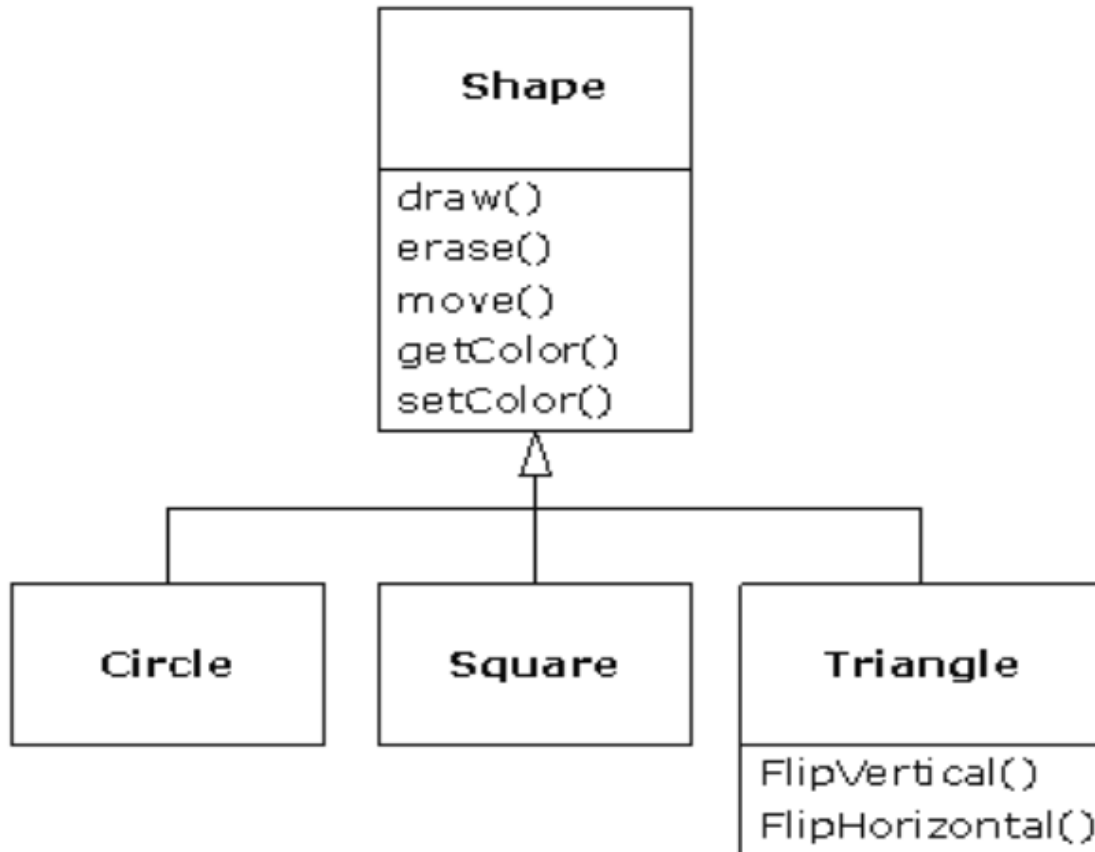 Shape
draw()
erase()
move()
getColor()
setColor()
Circle
Square
Triangle
FlipVertical()
FlipHorizontal()